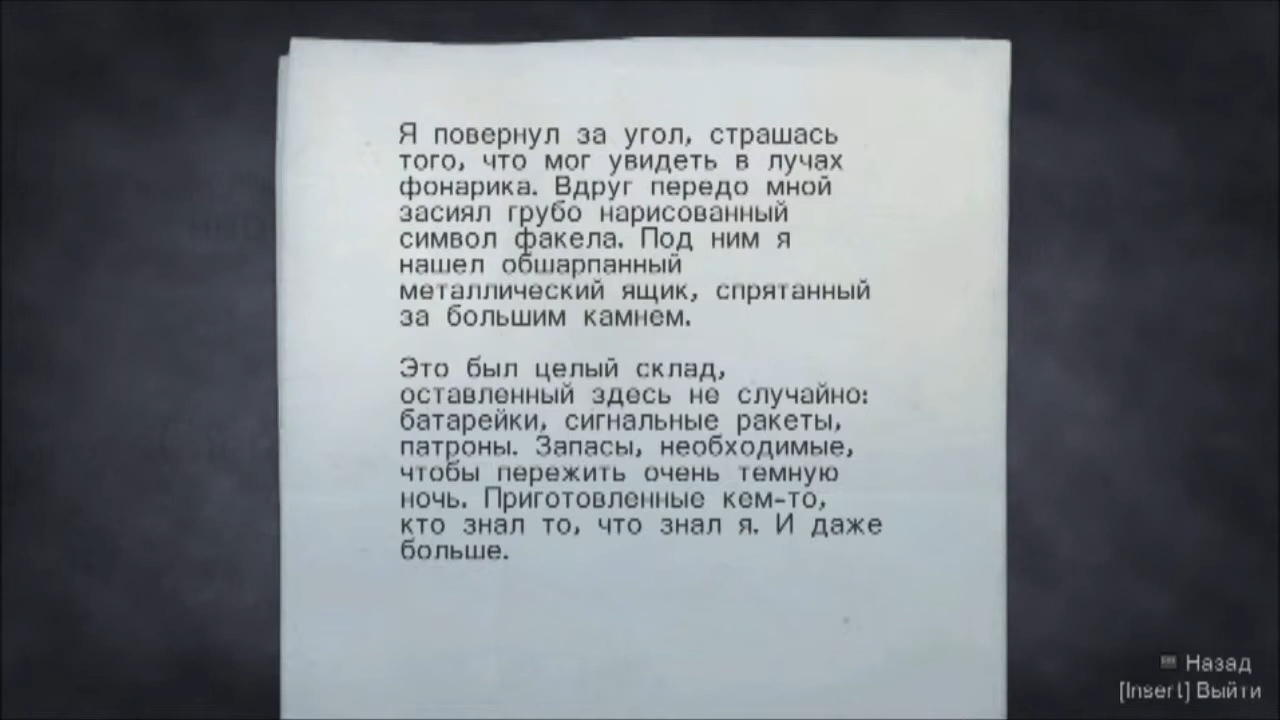 Я повернул за угол, страшась
того, что мог увидеть в лучах
фонарика. Вдруг передо мной
засиял грубо нарисованный
символ факела. Под ним я
нашел обшарпанный
металлический ящик, спрятанный
за большим камнем.
Это был целый склад,
оставленный здесь не случайно:
батарейки, сигнальные ракеты,
патроны. Запасы, необходимые,
чтобы пережить очень темную
ночь. Приготовленные кем-то,
кто знал то, что знал я. И даже
больше.
Назад
[Insert] Выйти